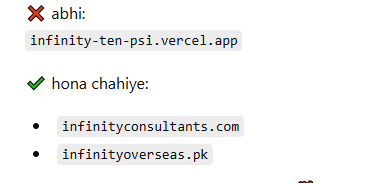 ❌ abhi:
infinity-ten-psi.vercel.app
✔ hona chahiye:
• infinityconsultants.com
• infinityoverseas.pk